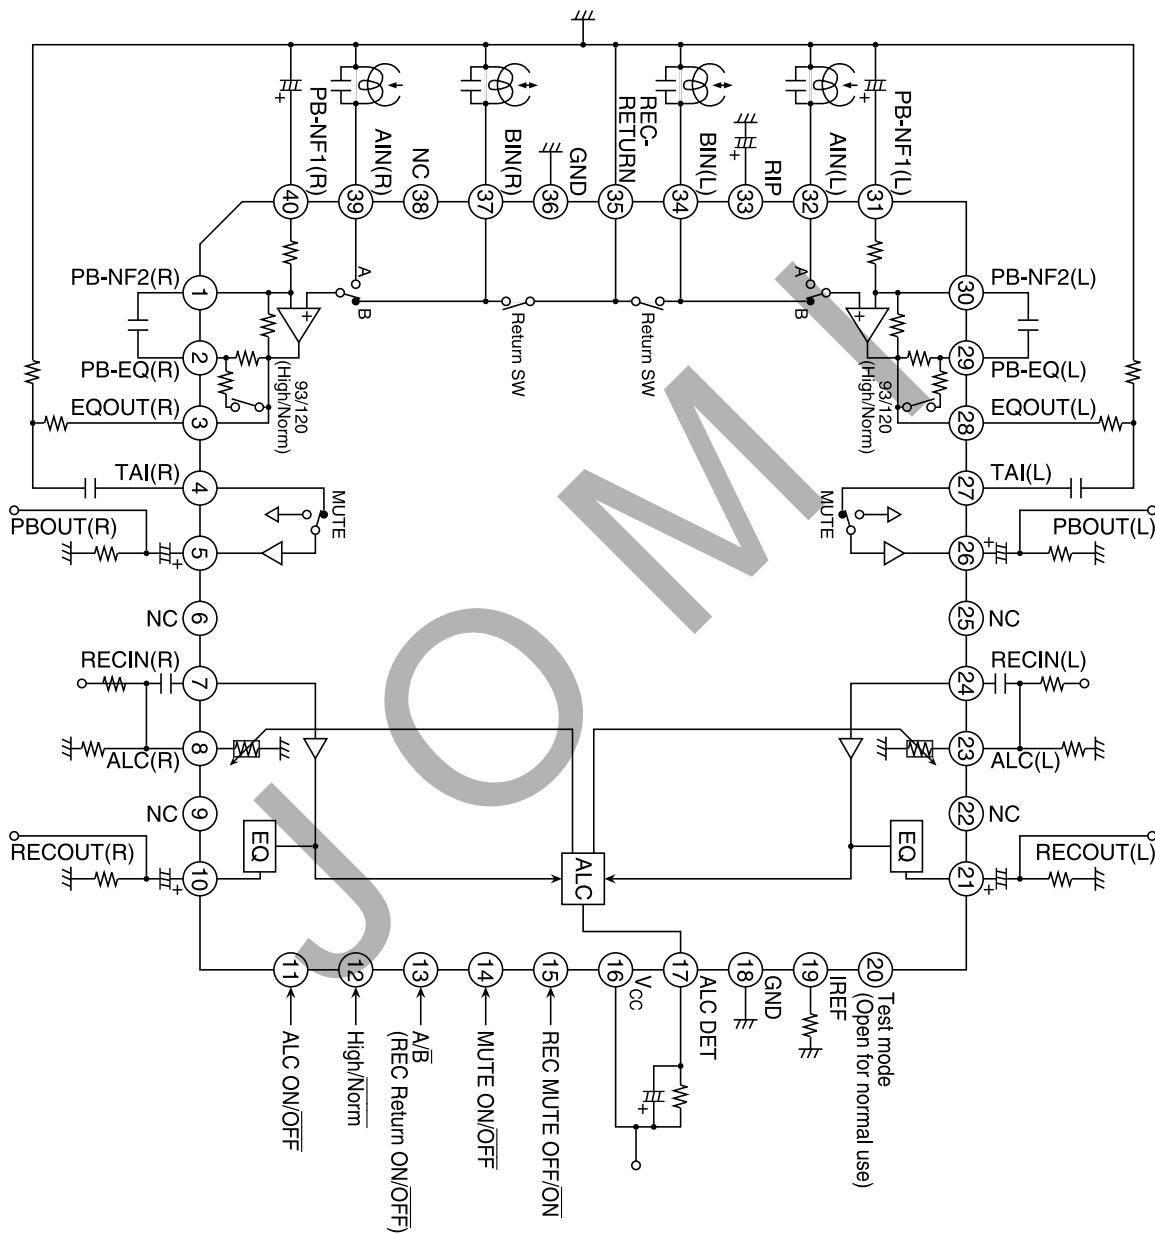 PB-NF1(R)
AIN(R)
NC
BIN(R)
GND
REC-
RETURN
BIN(L)
RIP
AIN(L)
PB-NF1(L)
40
39
38
37
36
35
34
33
32
31
PB-NF2(R)
1
A
B
+
Return SW
Return SW
A
B
+
30
PB-NF2(L)
2
PB-EQ(R)
93/120
(High/Norm)
93/120
(High/Norm)
29
PB-EQ(L)
EQOUT(R)
3
28
EQOUT(L)
TAI(R)
4
MUTE
MUTE
27
TAI(L)
PBOUT(R)
5
26
PBOUT(L)
NC
6
25
NC
RECIN(R)
7
24
RECIN(L)
8
ALC(R)
23
ALC(L)
NC
9
22
NC
RECOUT(R)
10
EQ
ALC
EQ
21
RECOUT(L)
11
12
13
14
15
16
17
18
19
20
ALC ON/OFF
High/Norm
A/B
(REC Return ON/OFF)
MUTE ON/OFF
REC MUTE OFF/ON
VCC
ALC DET
GND
IREF
Test mode
(Open for normal use)
+
+
+
+
+
+
+
+
JOMI